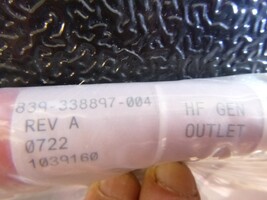 839-338897-004
REV A
0722
1039160
HF GEN
OUTLET